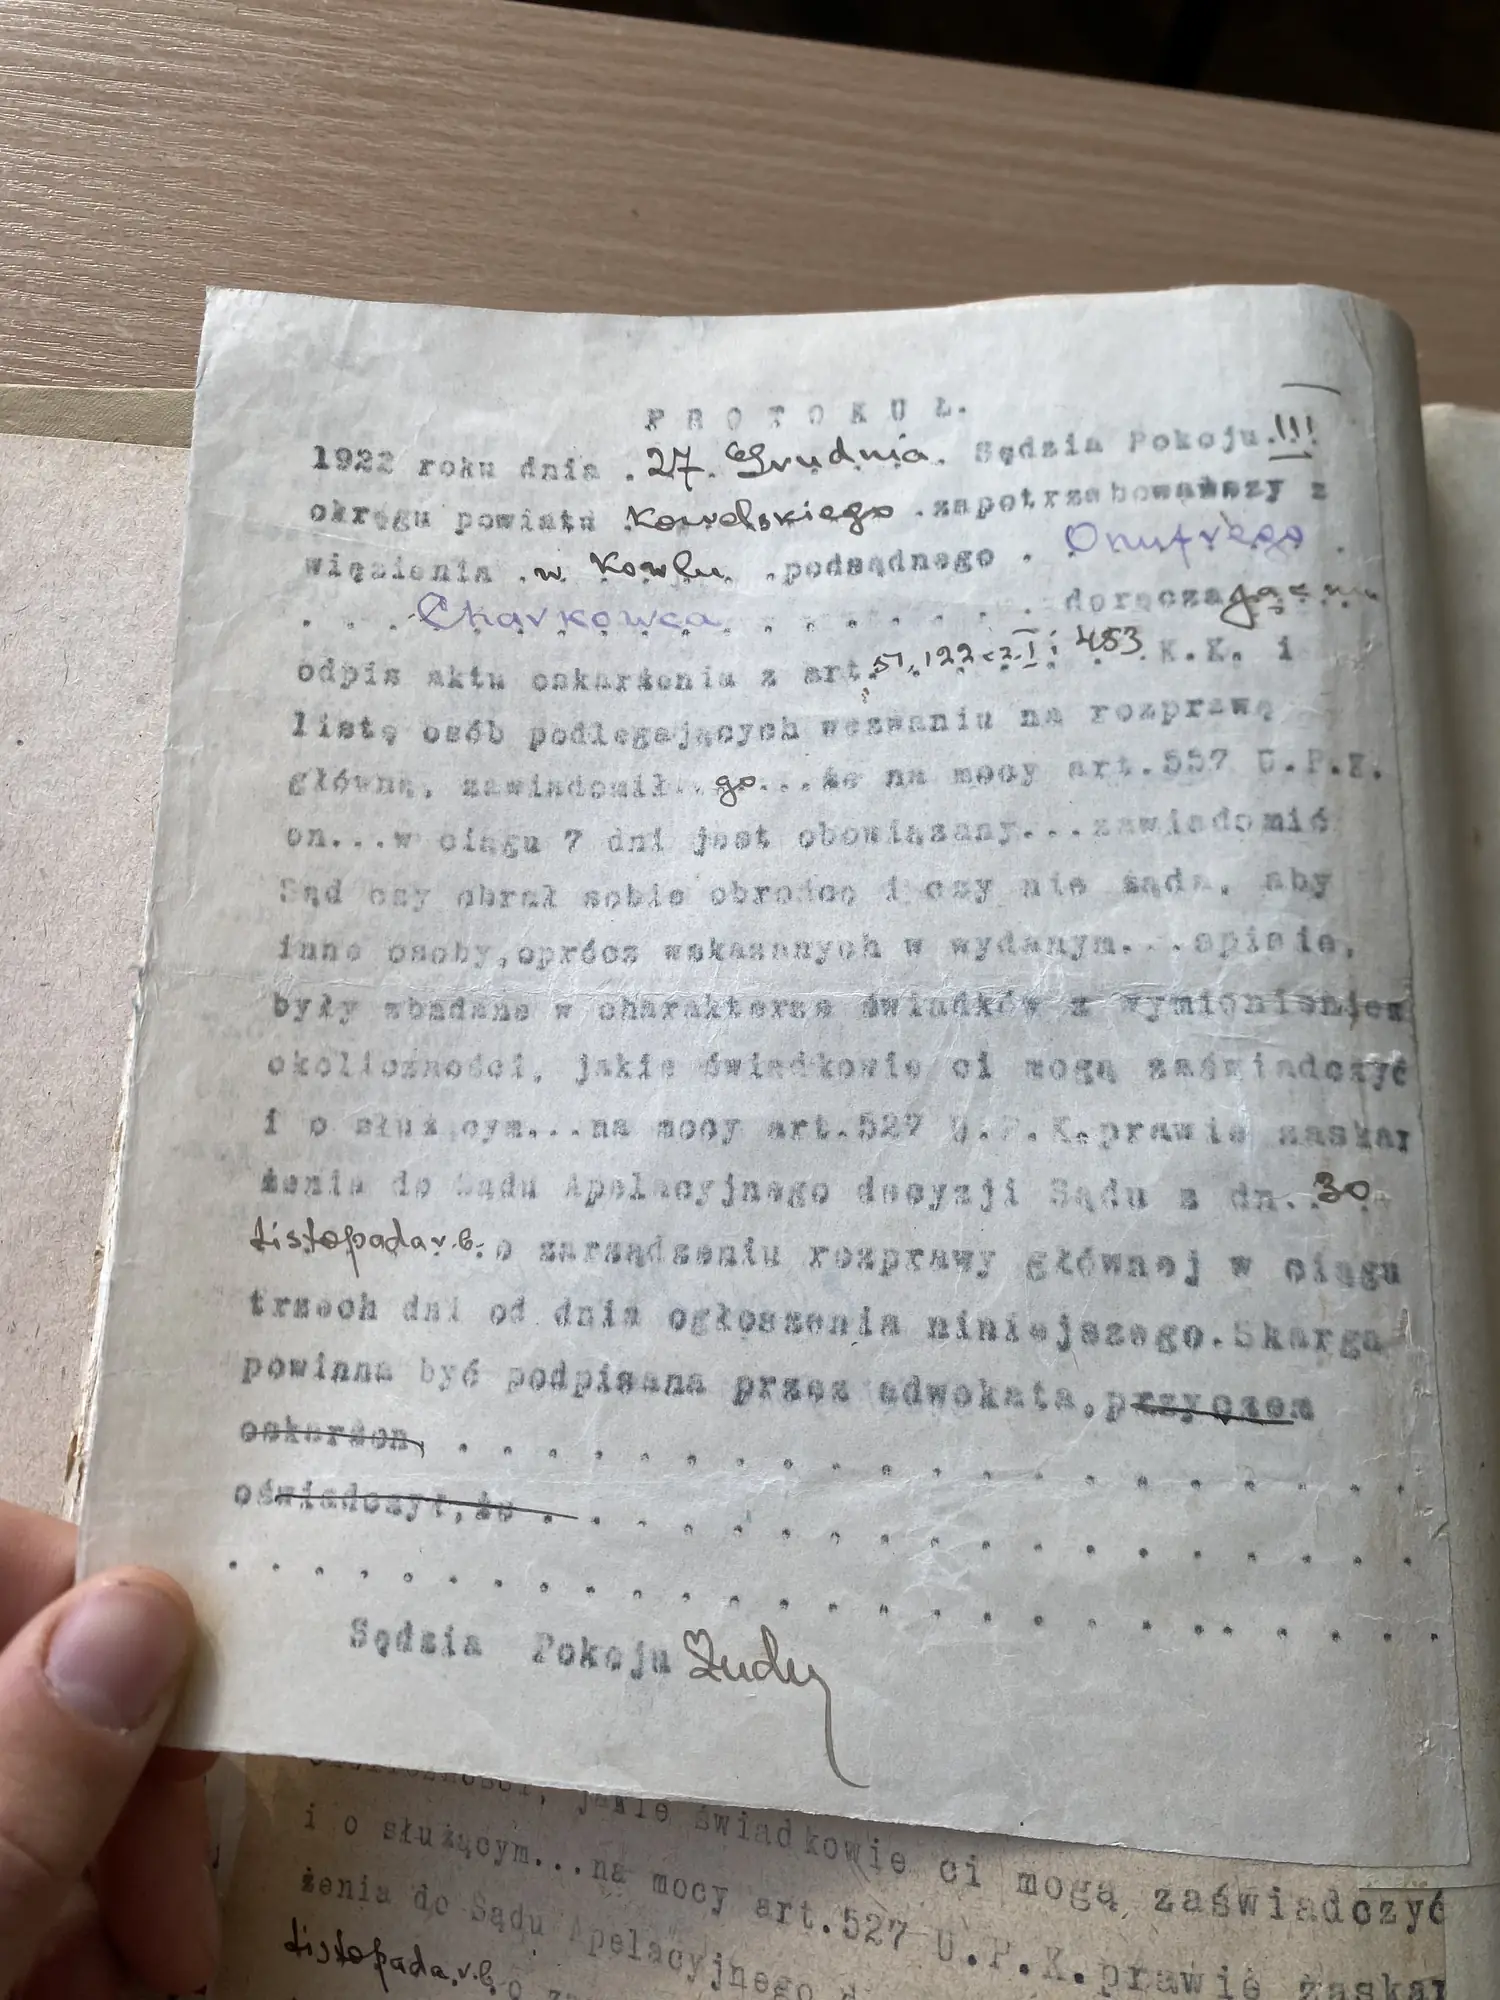 PROTOKUŁ.
1922 roku dnia . 27. Grudnia. Sędzia Pokoju III
okręgu powiatu Kowelskiego .zapotrzebowawszy z
więzienia . w Kowlu .podsądnego . Onufrego .
. . . Charkowca . . . . . . . doręczając mu
odpis aktu oskarżenia z art. 51, 122 cz I i 453 K.K. i
listę osób podlegających wezwaniu na rozprawę
główną, zawiadomił.. go...że na mocy art.557 U.P.K.
on...w ciągu 7 dni jest obowiązany...zawiadomić
Sąd czy obrał sobie obrońcę i czy nie żąda, aby
inne osoby,oprócz wskazanych w wydanym...spisie,
były zbadane w charakterze świadków z wymienieniem
okoliczności, jakie świadkowie ci mogą zaświadczyć
i o służącym...na mocy art.527 U.P.K.prawie zaskar
żenia do Sądu Apelacyjnego decyzji Sądu z dn..30
Listopada r.b. o zarządzeniu rozprawy głównej w ciągu
trzech dni od dnia ogłoszenia niniejszego.Skarga
powinna być podpisana przez adwokata,przyczem
oskarżon, . . . . . . . . . . . . . . . . . . . .
oświadczył,że . . . . . . . . . . . . . . . . . .
. . . . . . . . . . . . . . . . . . . . . . . . .
Sędzia Pokoju
okoliczności, jakie świadkowie ci mogą zaświadczyć
i o służącym...na mocy art.527 U.P.K.prawie zaskar
żenia do Sądu Apelacyjnego
Listopada r.b. o